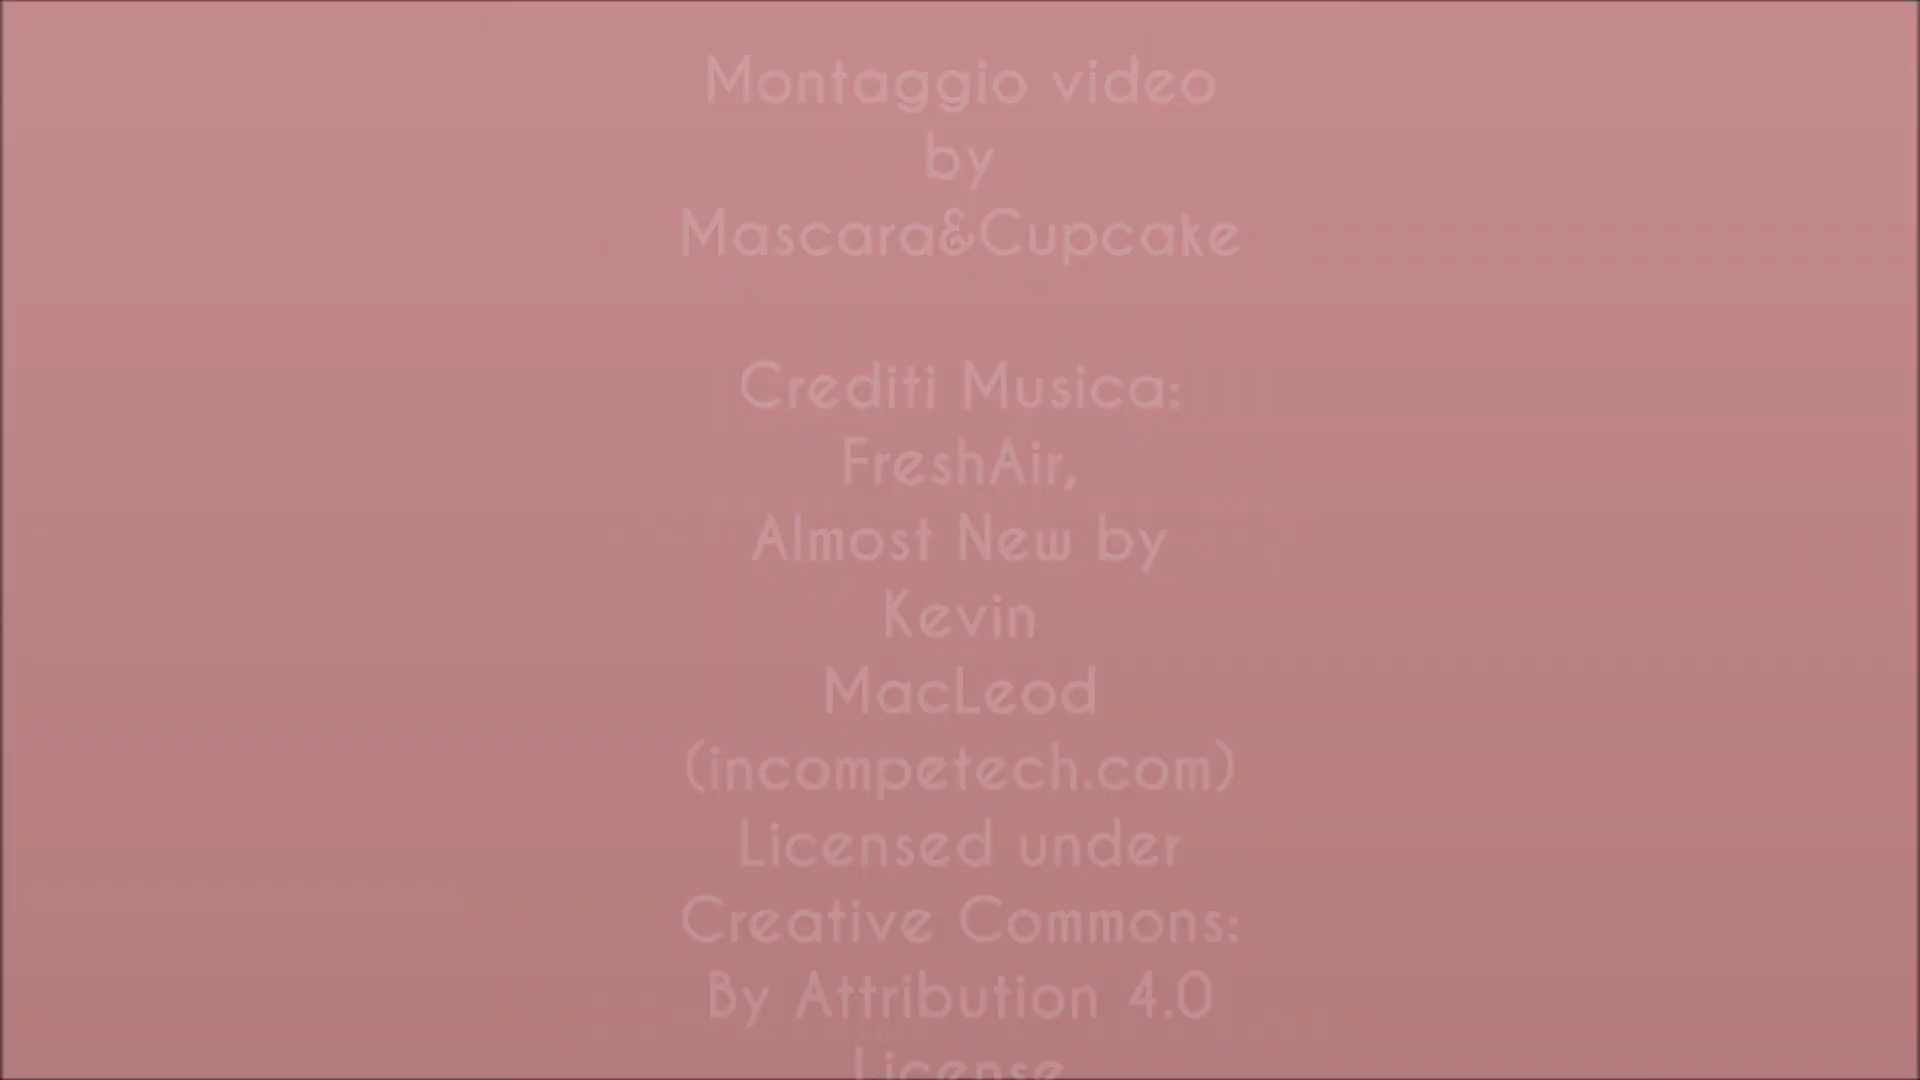 Montaggio video
by
Mascara&Cupcake
Crediti Musica:
FreshAir,
Almost New by
Kevin
MacLeod
(incompetech.com)
Licensed under
Creative Commons:
By Attribution 4.0
License